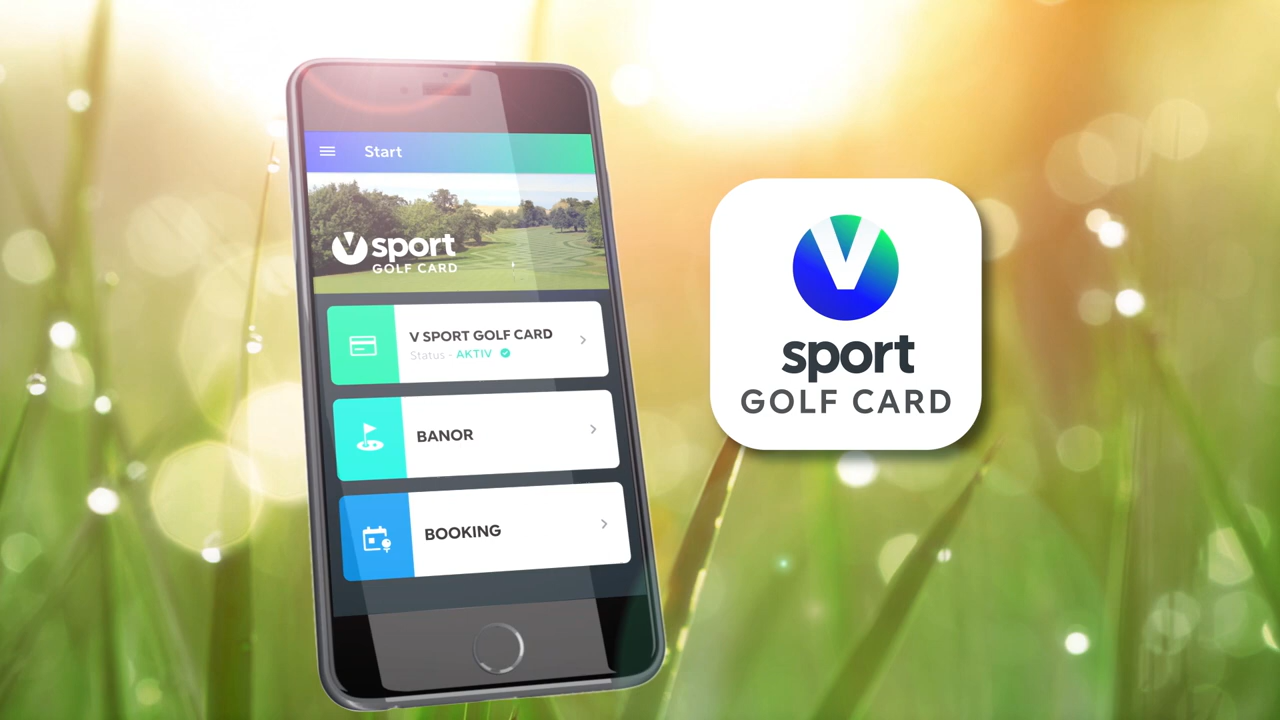 Start
V sport
GOLF CARD
V SPORT GOLF CARD
Status - AKTIV
BANOR
BOOKING
V
sport
GOLF CARD